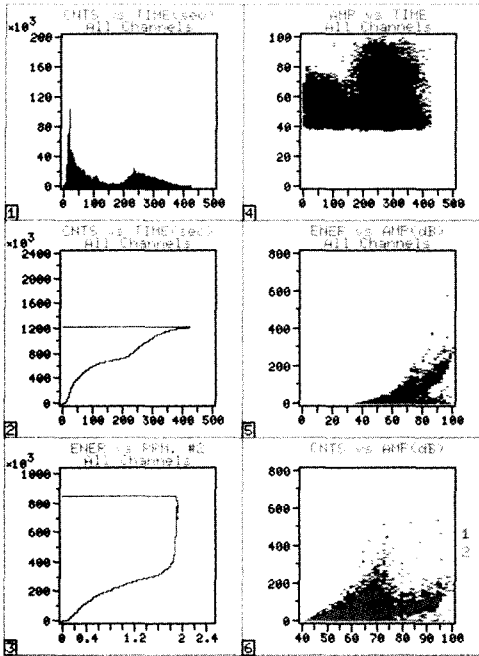 CNTS vs TIME(sec)
All Channels
×10³
200
160
120
80
40
0
0 100 200 300 400 500
1
AMP vs TIME
All Channels
100
80
60
40
20
0
0 100 200 300 400 500
4
CNTS vs TIME(sec)
All Channels
×10³
2400
2000
1600
1200
800
400
0
0 100 200 300 400 500
2
ENER vs AMP(dB)
All Channels
800
600
400
200
0
0 20 40 60 80 100
5
ENER vs PRM. #2
All Channels
×10³
1000
800
600
400
200
0
0 0.4 1.2 2 2.4
3
CNTS vs AMP(dB)
800
600
400
200
0
40 50 60 70 80 90 100
1
2
6